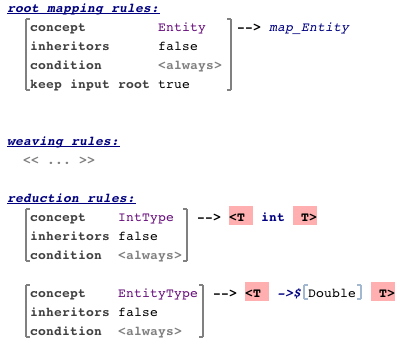 root mapping rules:
concept Entity --> map_Entity
inheritors false
condition <always>
keep input root true
weaving rules:
<< ... >>
reduction rules:
concept IntType --> <T int T>
inheritors false
condition <always>
concept EntityType --> <T ->$[Double] T>
inheritors false
condition <always>